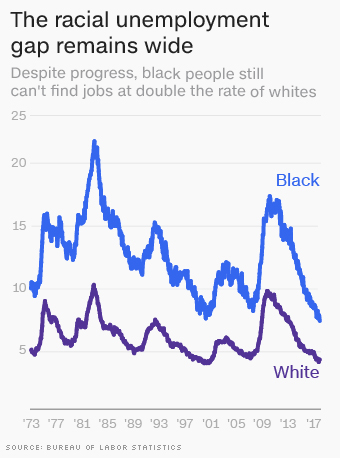 The racial unemployment
gap remains wide
Despite progress, black people still
can't find jobs at double the rate of whites
25
20
15
10
5
Black
White
'73 '77 '81 '85 '89 '93 '97 '01 '05 '09 '13 '17
SOURCE: BUREAU OF LABOR STATISTICS